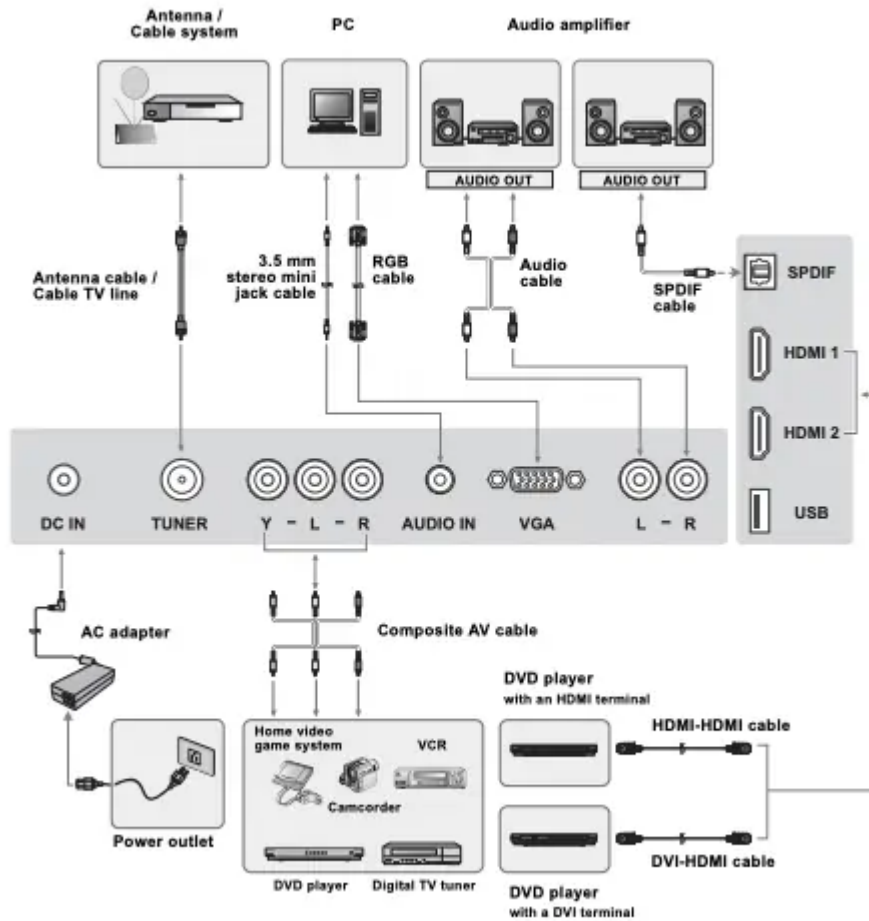 Antenna /
Cable system
PC
Audio amplifier
AUDIO OUT
AUDIO OUT
Antenna cable /
Cable TV line
3.5 mm
stereo mini
jack cable
RGB
cable
Audio
cable
SPDIF
cable
SPDIF
HDMI 1
HDMI 2
USB
DC IN
TUNER
Y - L - R
AUDIO IN
VGA
L - R
AC adapter
Composite AV cable
Power outlet
Home video
game system
VCR
Camcorder
DVD player
Digital TV tuner
DVD player
with an HDMI terminal
HDMI-HDMI cable
DVI-HDMI cable
DVD player
with a DVI terminal